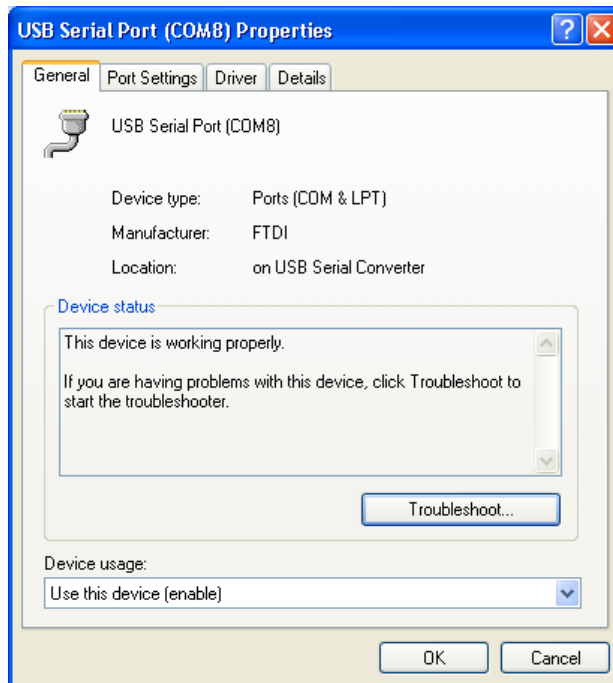 USB Serial Port (COM8) Properties
General Port Settings Driver Details
USB Serial Port (COM8)
Device type: Ports (COM & LPT)
Manufacturer: FTDI
Location: on USB Serial Converter
Device status
This device is working properly.
If you are having problems with this device, click Troubleshoot to
start the troubleshooter.
Troubleshoot...
Device usage:
Use this device (enable)
OK Cancel